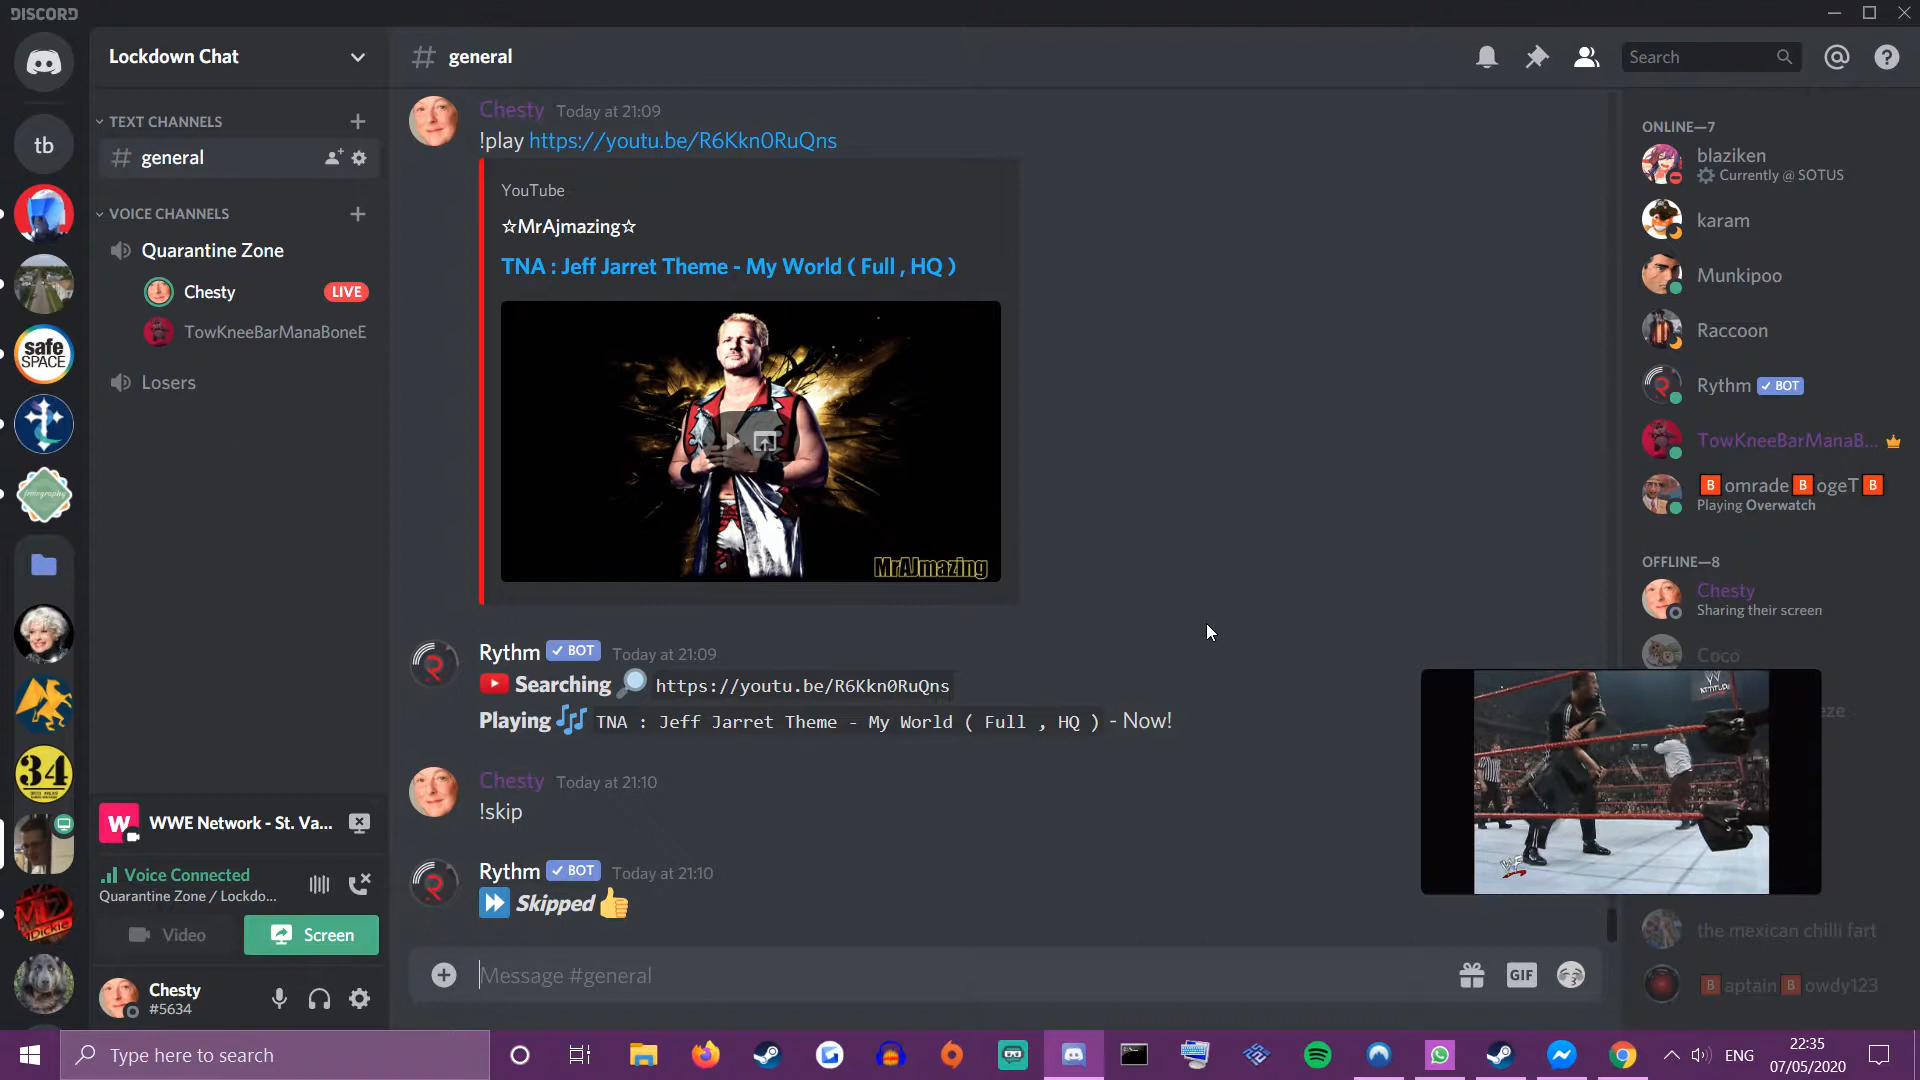 DISCORD
Lockdown Chat
general
Search
tb
safe
SPACE
34
Dickie
TEXT CHANNELS
general
VOICE CHANNELS
Quarantine Zone
Chesty
LIVE
TowKneeBarManaBoneE
Losers
W
WWE Network - St. Va...
Voice Connected
Quarantine Zone / Lockdo...
Video
Screen
Chesty
#5634
Chesty Today at 21:09
!play https://youtu.be/R6Kkn0RuQns
YouTube
☆MrAjmazing☆
TNA : Jeff Jarret Theme - My World ( Full , HQ )
MrAJmazing
Rythm ✓ BOT Today at 21:09
Searching 🔎 https://youtu.be/R6Kkn0RuQns
Playing 🎶 TNA : Jeff Jarret Theme - My World ( Full , HQ ) - Now!
Chesty Today at 21:10
!skip
Rythm ✓ BOT Today at 21:10
⏩ Skipped 👍
Message #general
GIF
ONLINE—7
blaziken
Currently @ SOTUS
karam
Munkipoo
Raccoon
Rythm ✓ BOT
TowKneeBarManaB...
🅱omrade🅱ogeT🅱
Playing Overwatch
OFFLINE—8
Chesty
Sharing their screen
Coco
ATTITUDE
the mexican chilli fart
🅱aptain🅱owdy123
Type here to search
ENG
22:35
07/05/2020